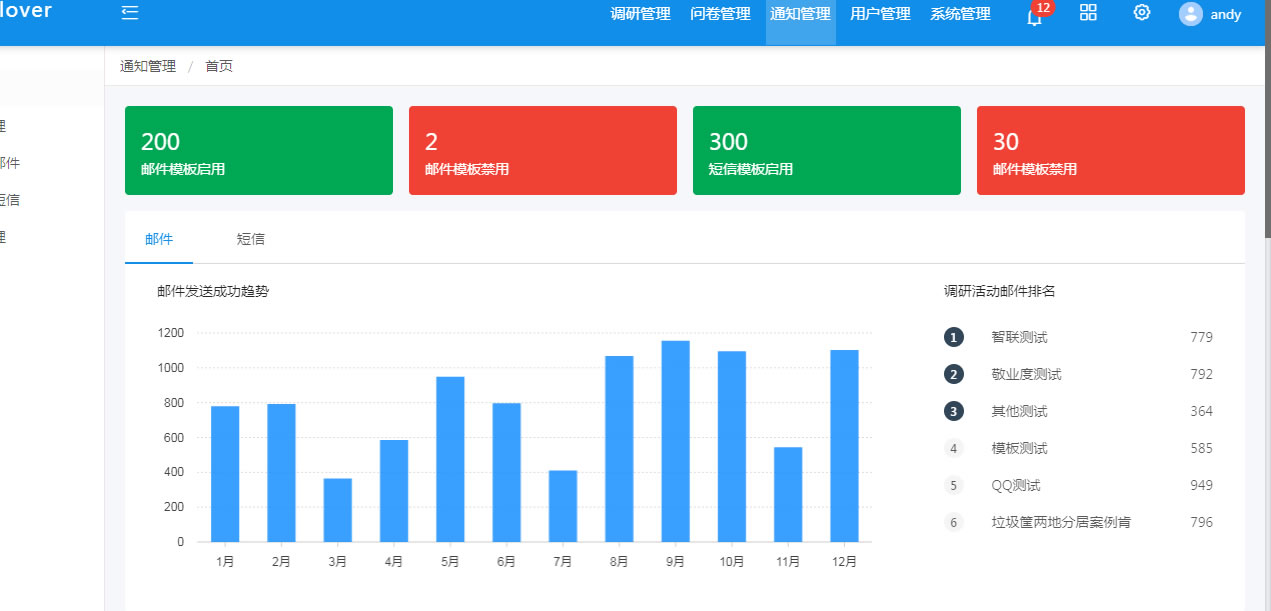 lover
调研管理 问卷管理 通知管理 用户管理 系统管理 12 andy
通知管理 / 首页
理
邮件
短信
理
200
邮件模板启用
2
邮件模板禁用
300
短信模板启用
30
邮件模板禁用
邮件 短信
邮件发送成功趋势
1200
1000
800
600
400
200
0
1月 2月 3月 4月 5月 6月 7月 8月 9月 10月 11月 12月
调研活动邮件排名
1 智联测试 779
2 敬业度测试 792
3 其他测试 364
4 模板测试 585
5 QQ测试 949
6 垃圾筐两地分居案例肯 796